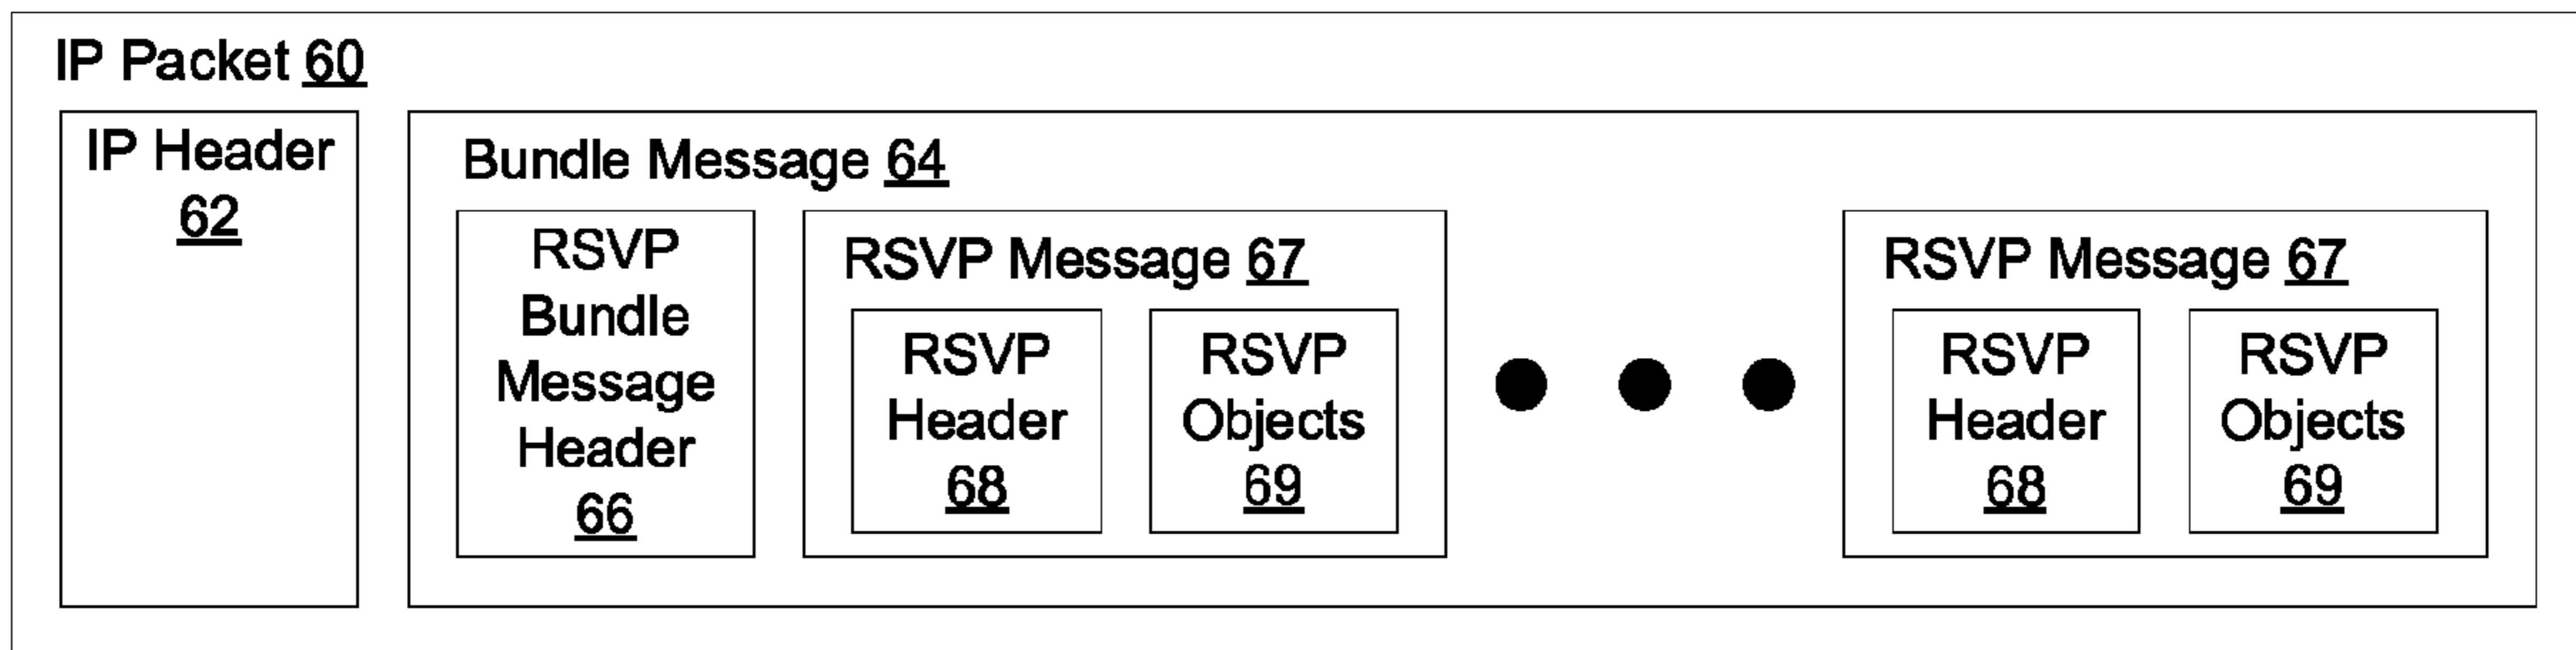 IP Packet 60
IP Header
62
Bundle Message 64
RSVP
Bundle
Message
Header
66
RSVP Message 67
RSVP
Header
68
RSVP
Objects
69
RSVP Message 67
RSVP
Header
68
RSVP
Objects
69